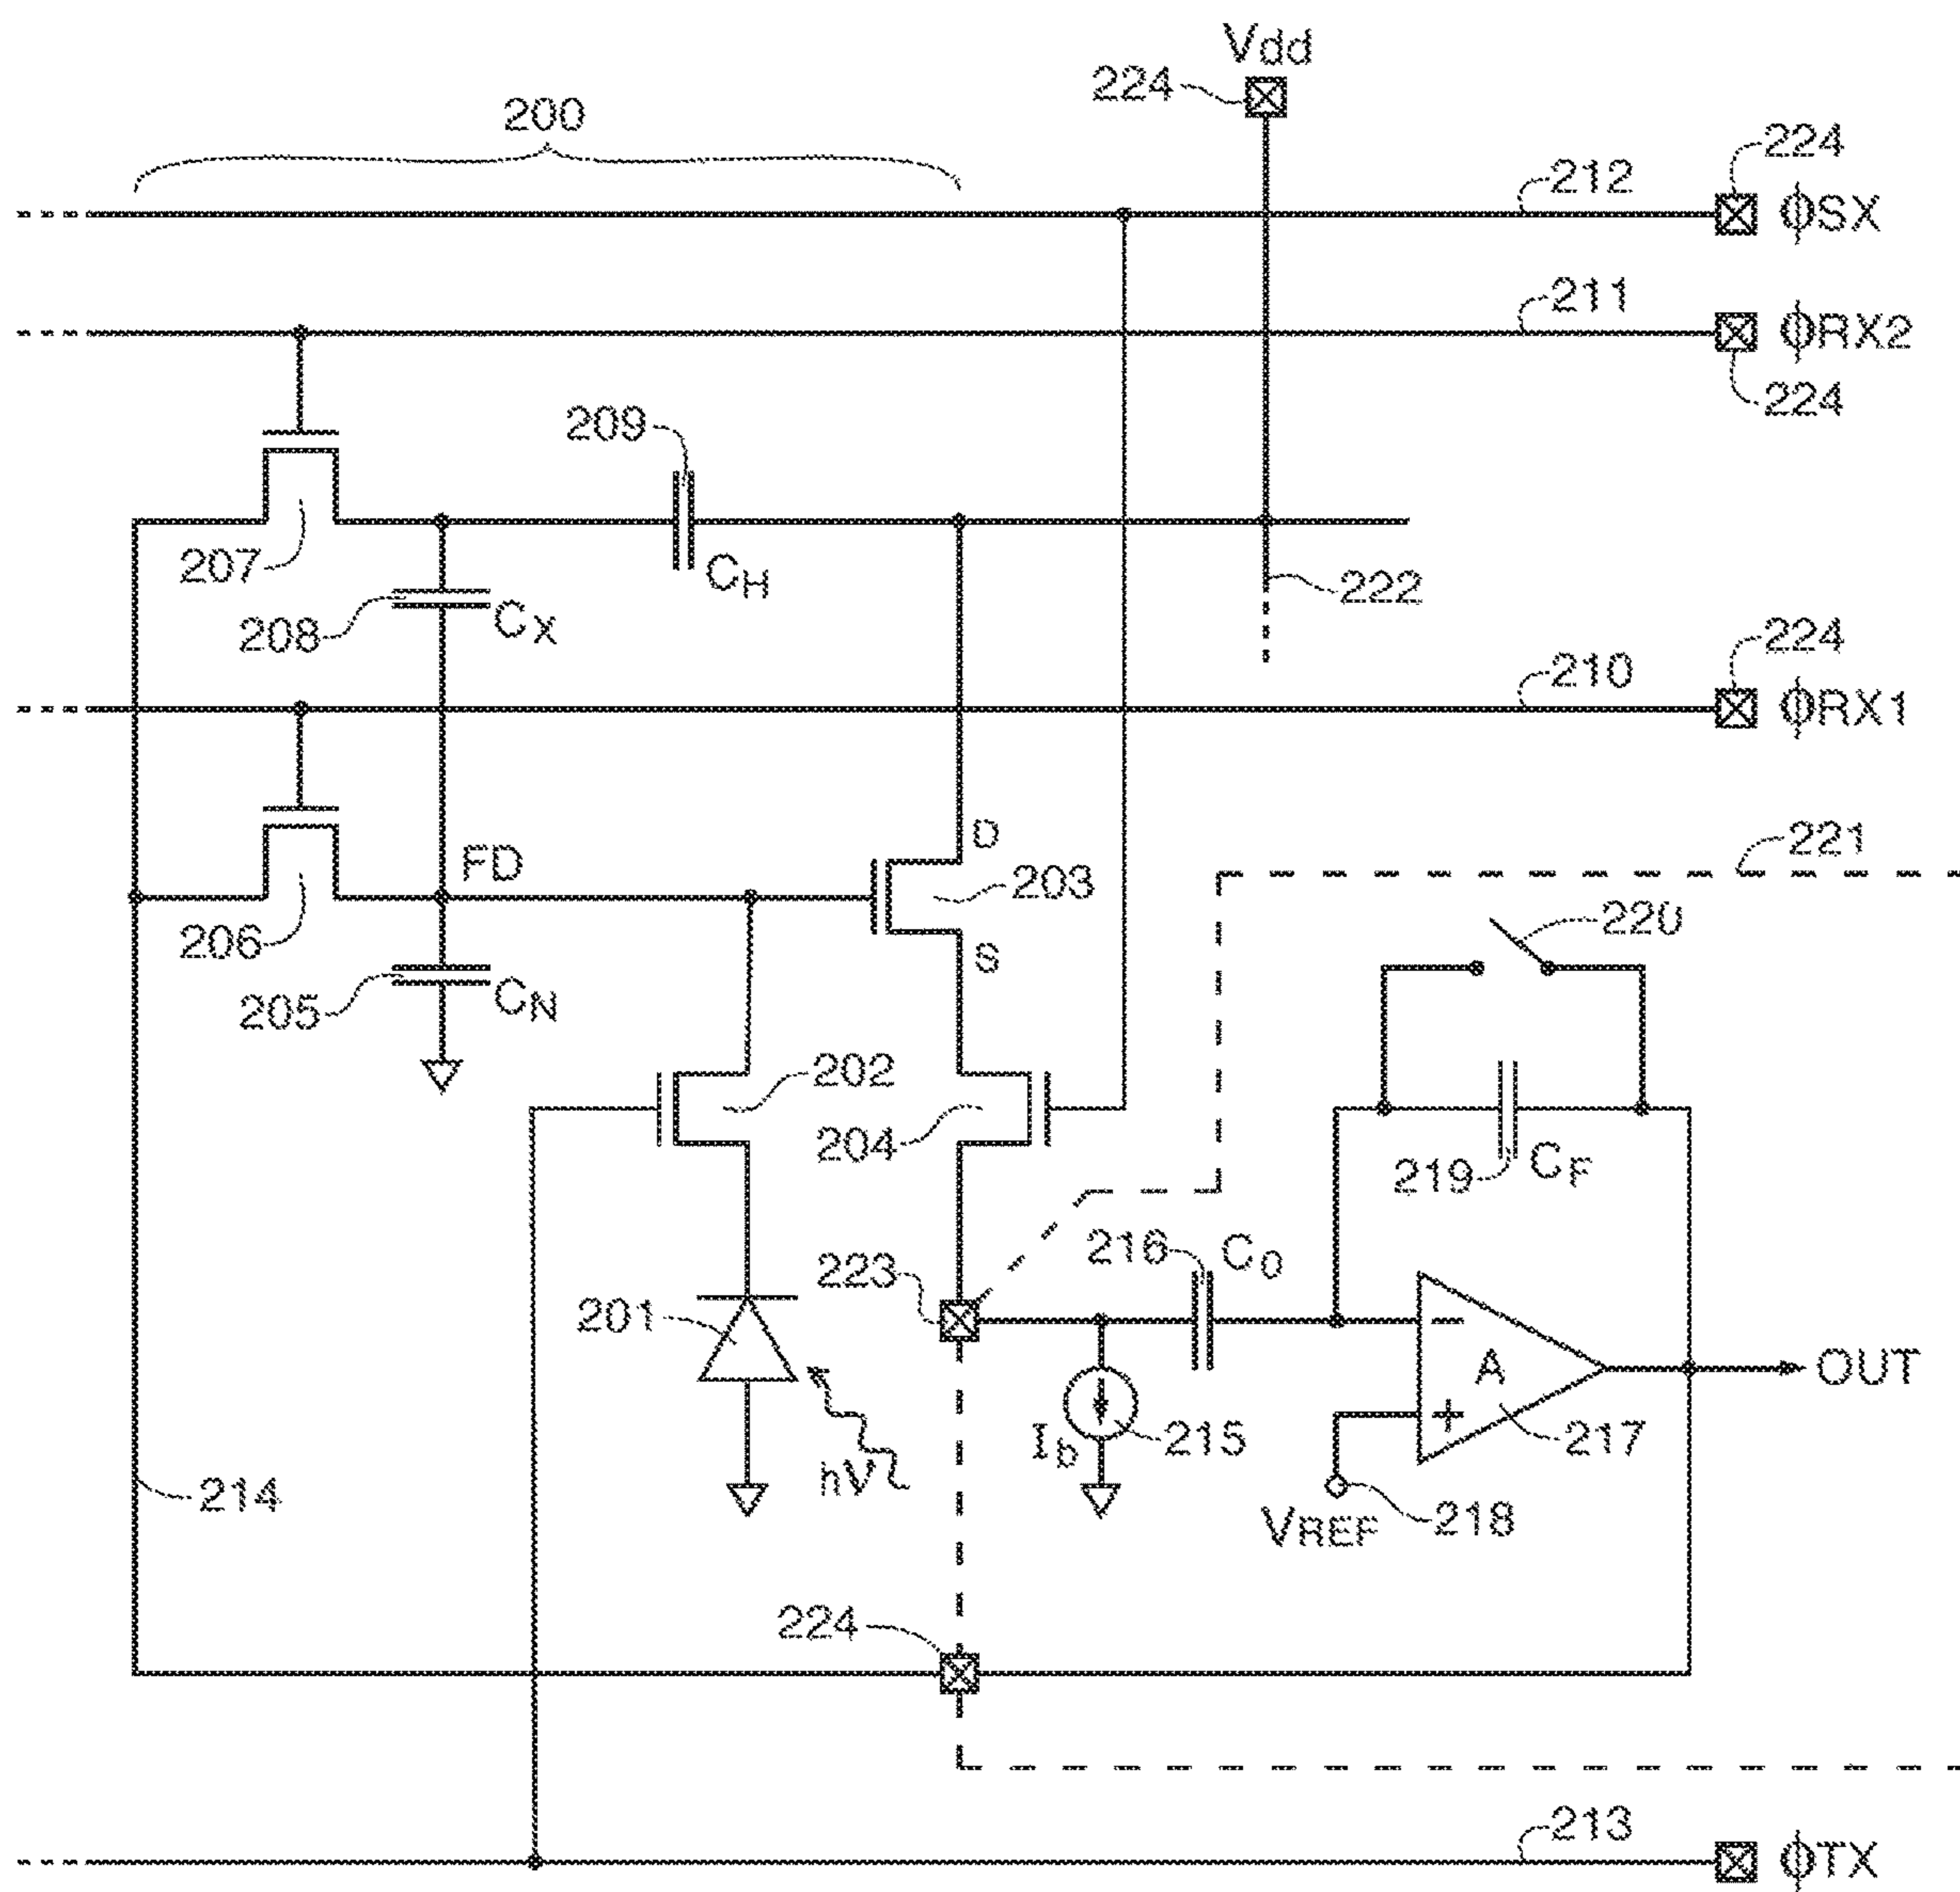 Vdd
224
200
224
212
ϕSX
211
ϕRX2
224
209
207
CH
222
208
CX
224
210
ϕRX1
D
221
FD
203
220
206
S
205
CN
202
204
219
CF
216
C0
223
201
A
OUT
Ib
215
217
hV
214
VREF
218
224
213
ϕTX